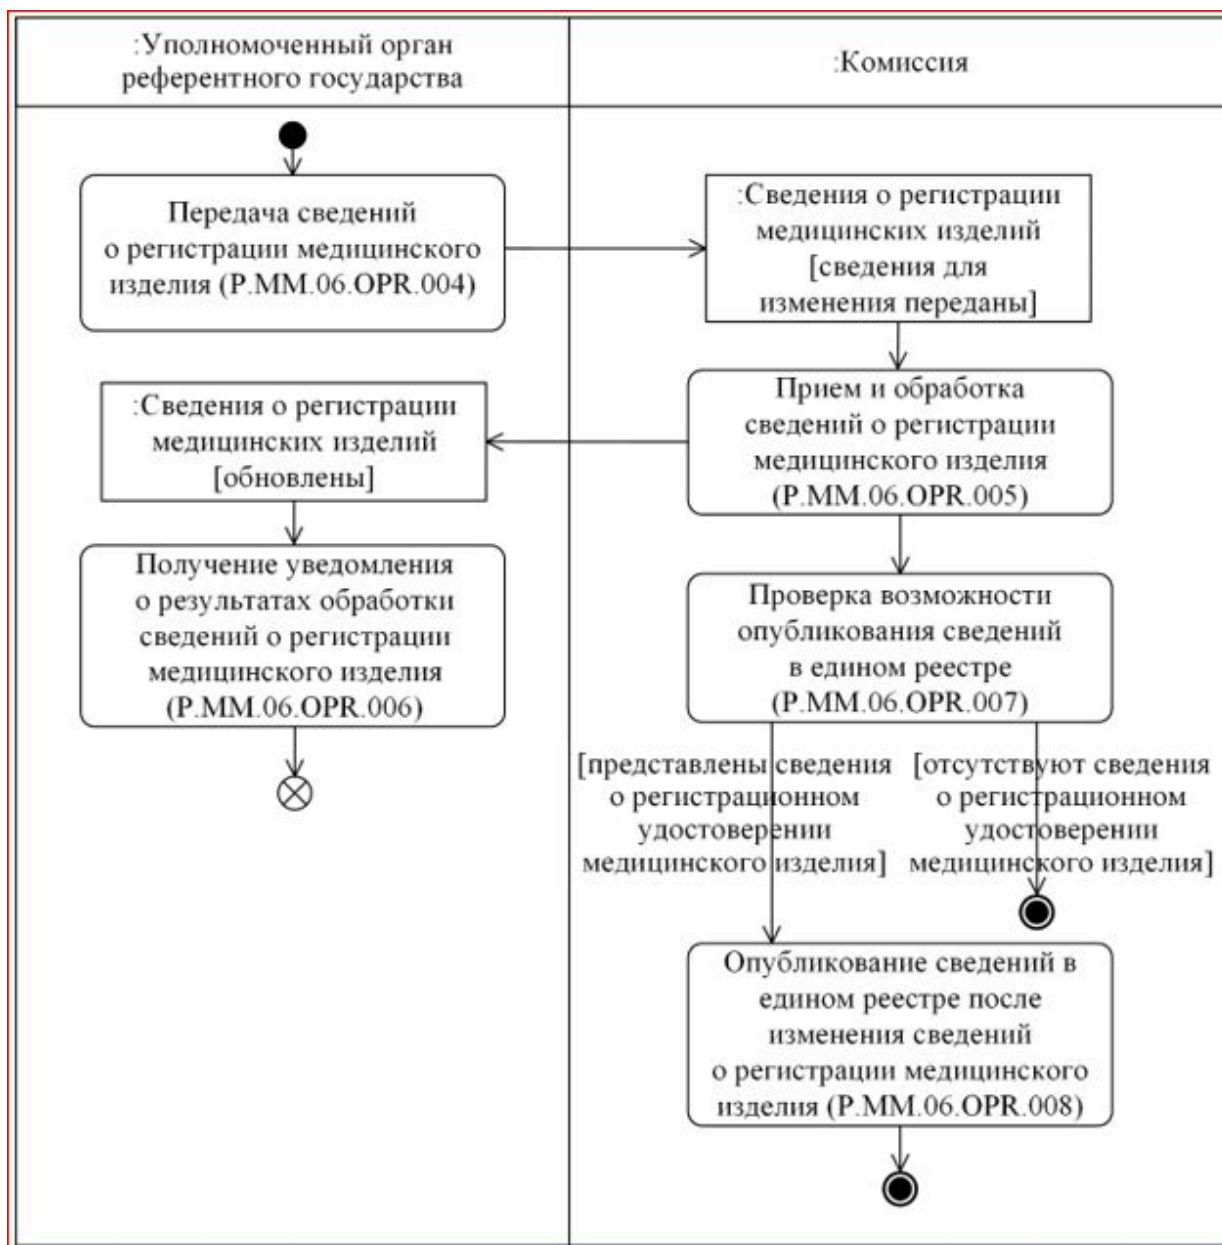 :Уполномоченный орган
референтного государства
:Комиссия
Передача сведений
о регистрации медицинского
изделия (P.MM.06.OPR.004)
:Сведения о регистрации
медицинских изделий
[сведения для
изменения переданы]
Прием и обработка
сведений о регистрации
медицинского изделия
(P.MM.06.OPR.005)
:Сведения о регистрации
медицинских изделий
[обновлены]
Получение уведомления
о результатах обработки
сведений о регистрации
медицинского изделия
(P.MM.06.OPR.006)
Проверка возможности
опубликования сведений
в едином реестре
(P.MM.06.OPR.007)
[представлены сведения
о регистрационном
удостоверении
медицинского изделия]
[отсутствуют сведения
о регистрационном
удостоверении
медицинского изделия]
Опубликование сведений в
едином реестре после
изменения сведений
о регистрации медицинского
изделия (P.MM.06.OPR.008)